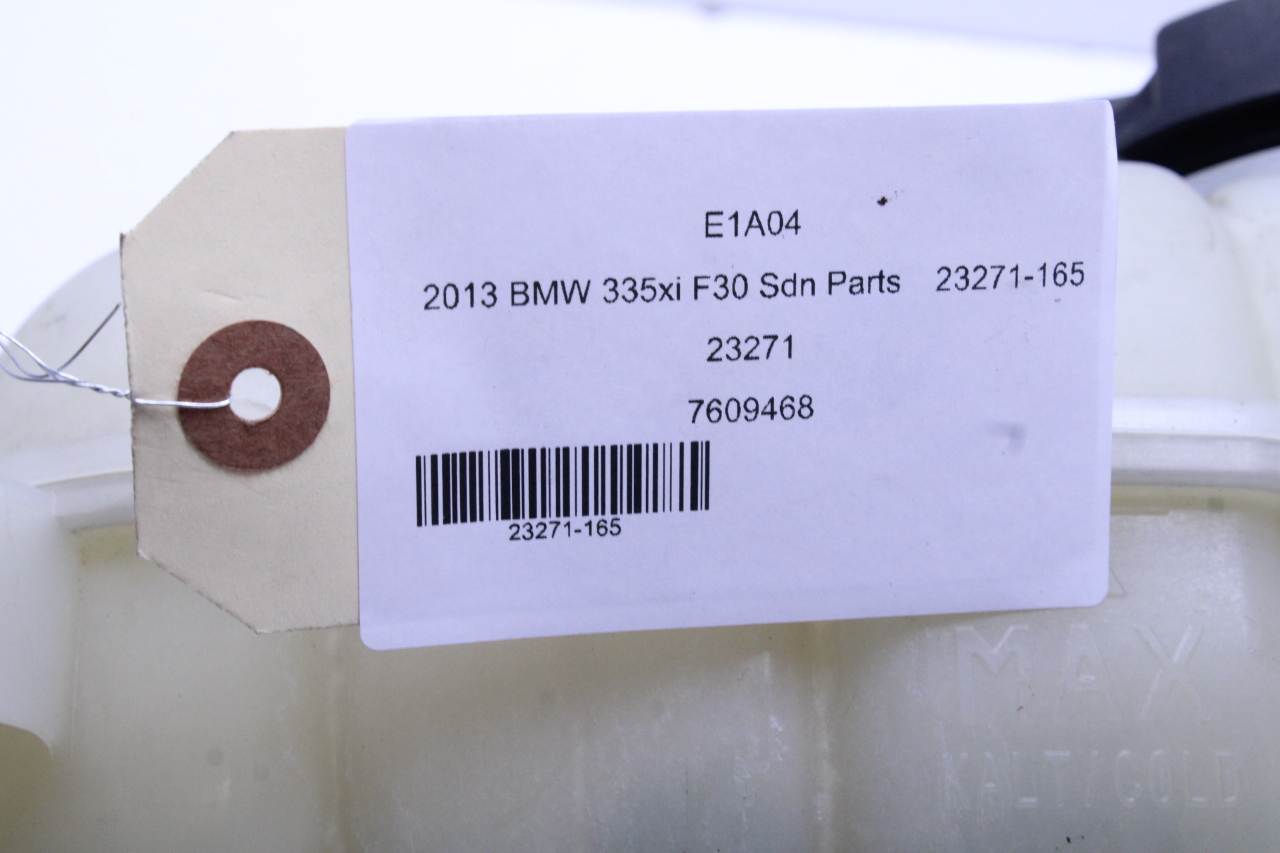 E1A04
2013 BMW 335xi F30 Sdn Parts 23271-165
23271
7609468
23271-165
MAX
KALT/COLD